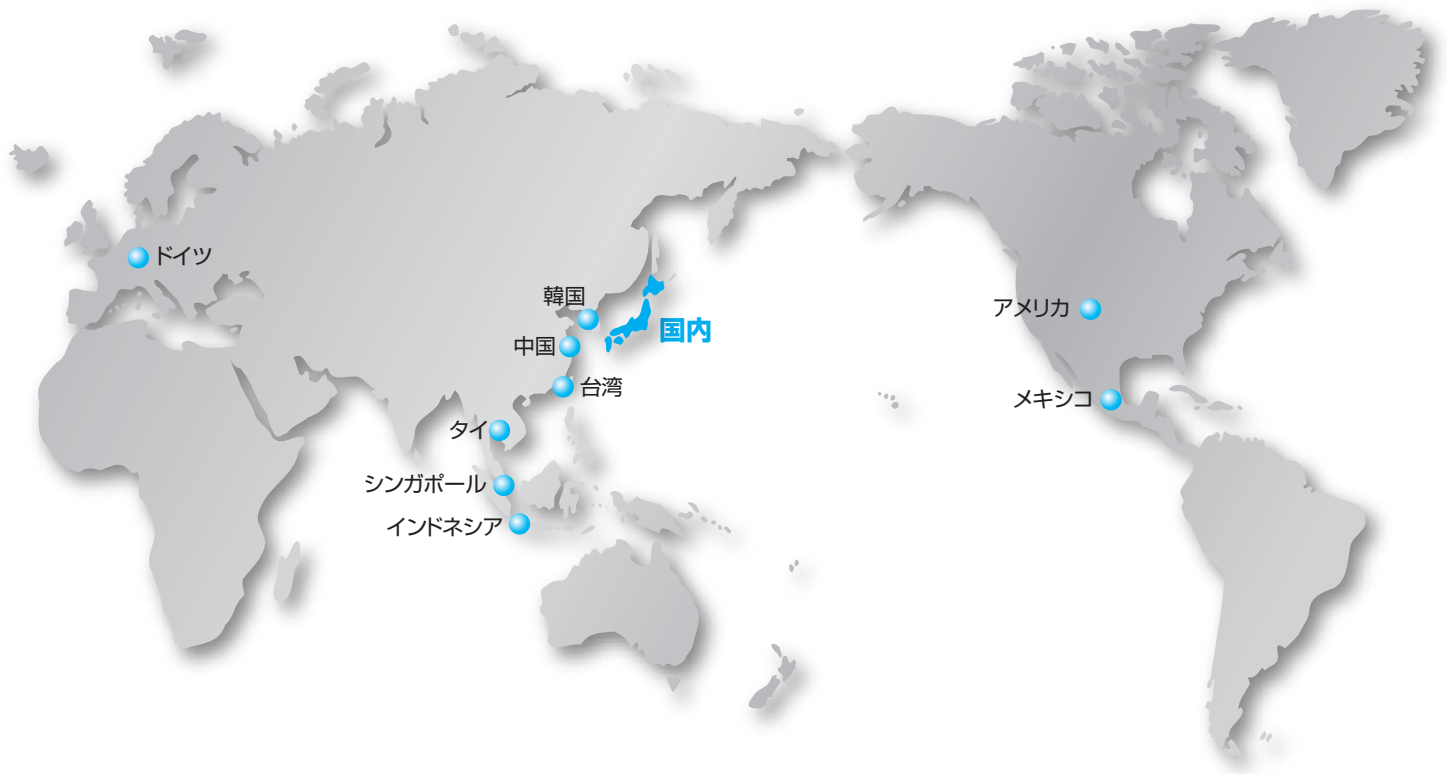 ドイツ
韓国
国内
アメリカ
中国
台湾
メキシコ
タイ
シンガポール
インドネシア